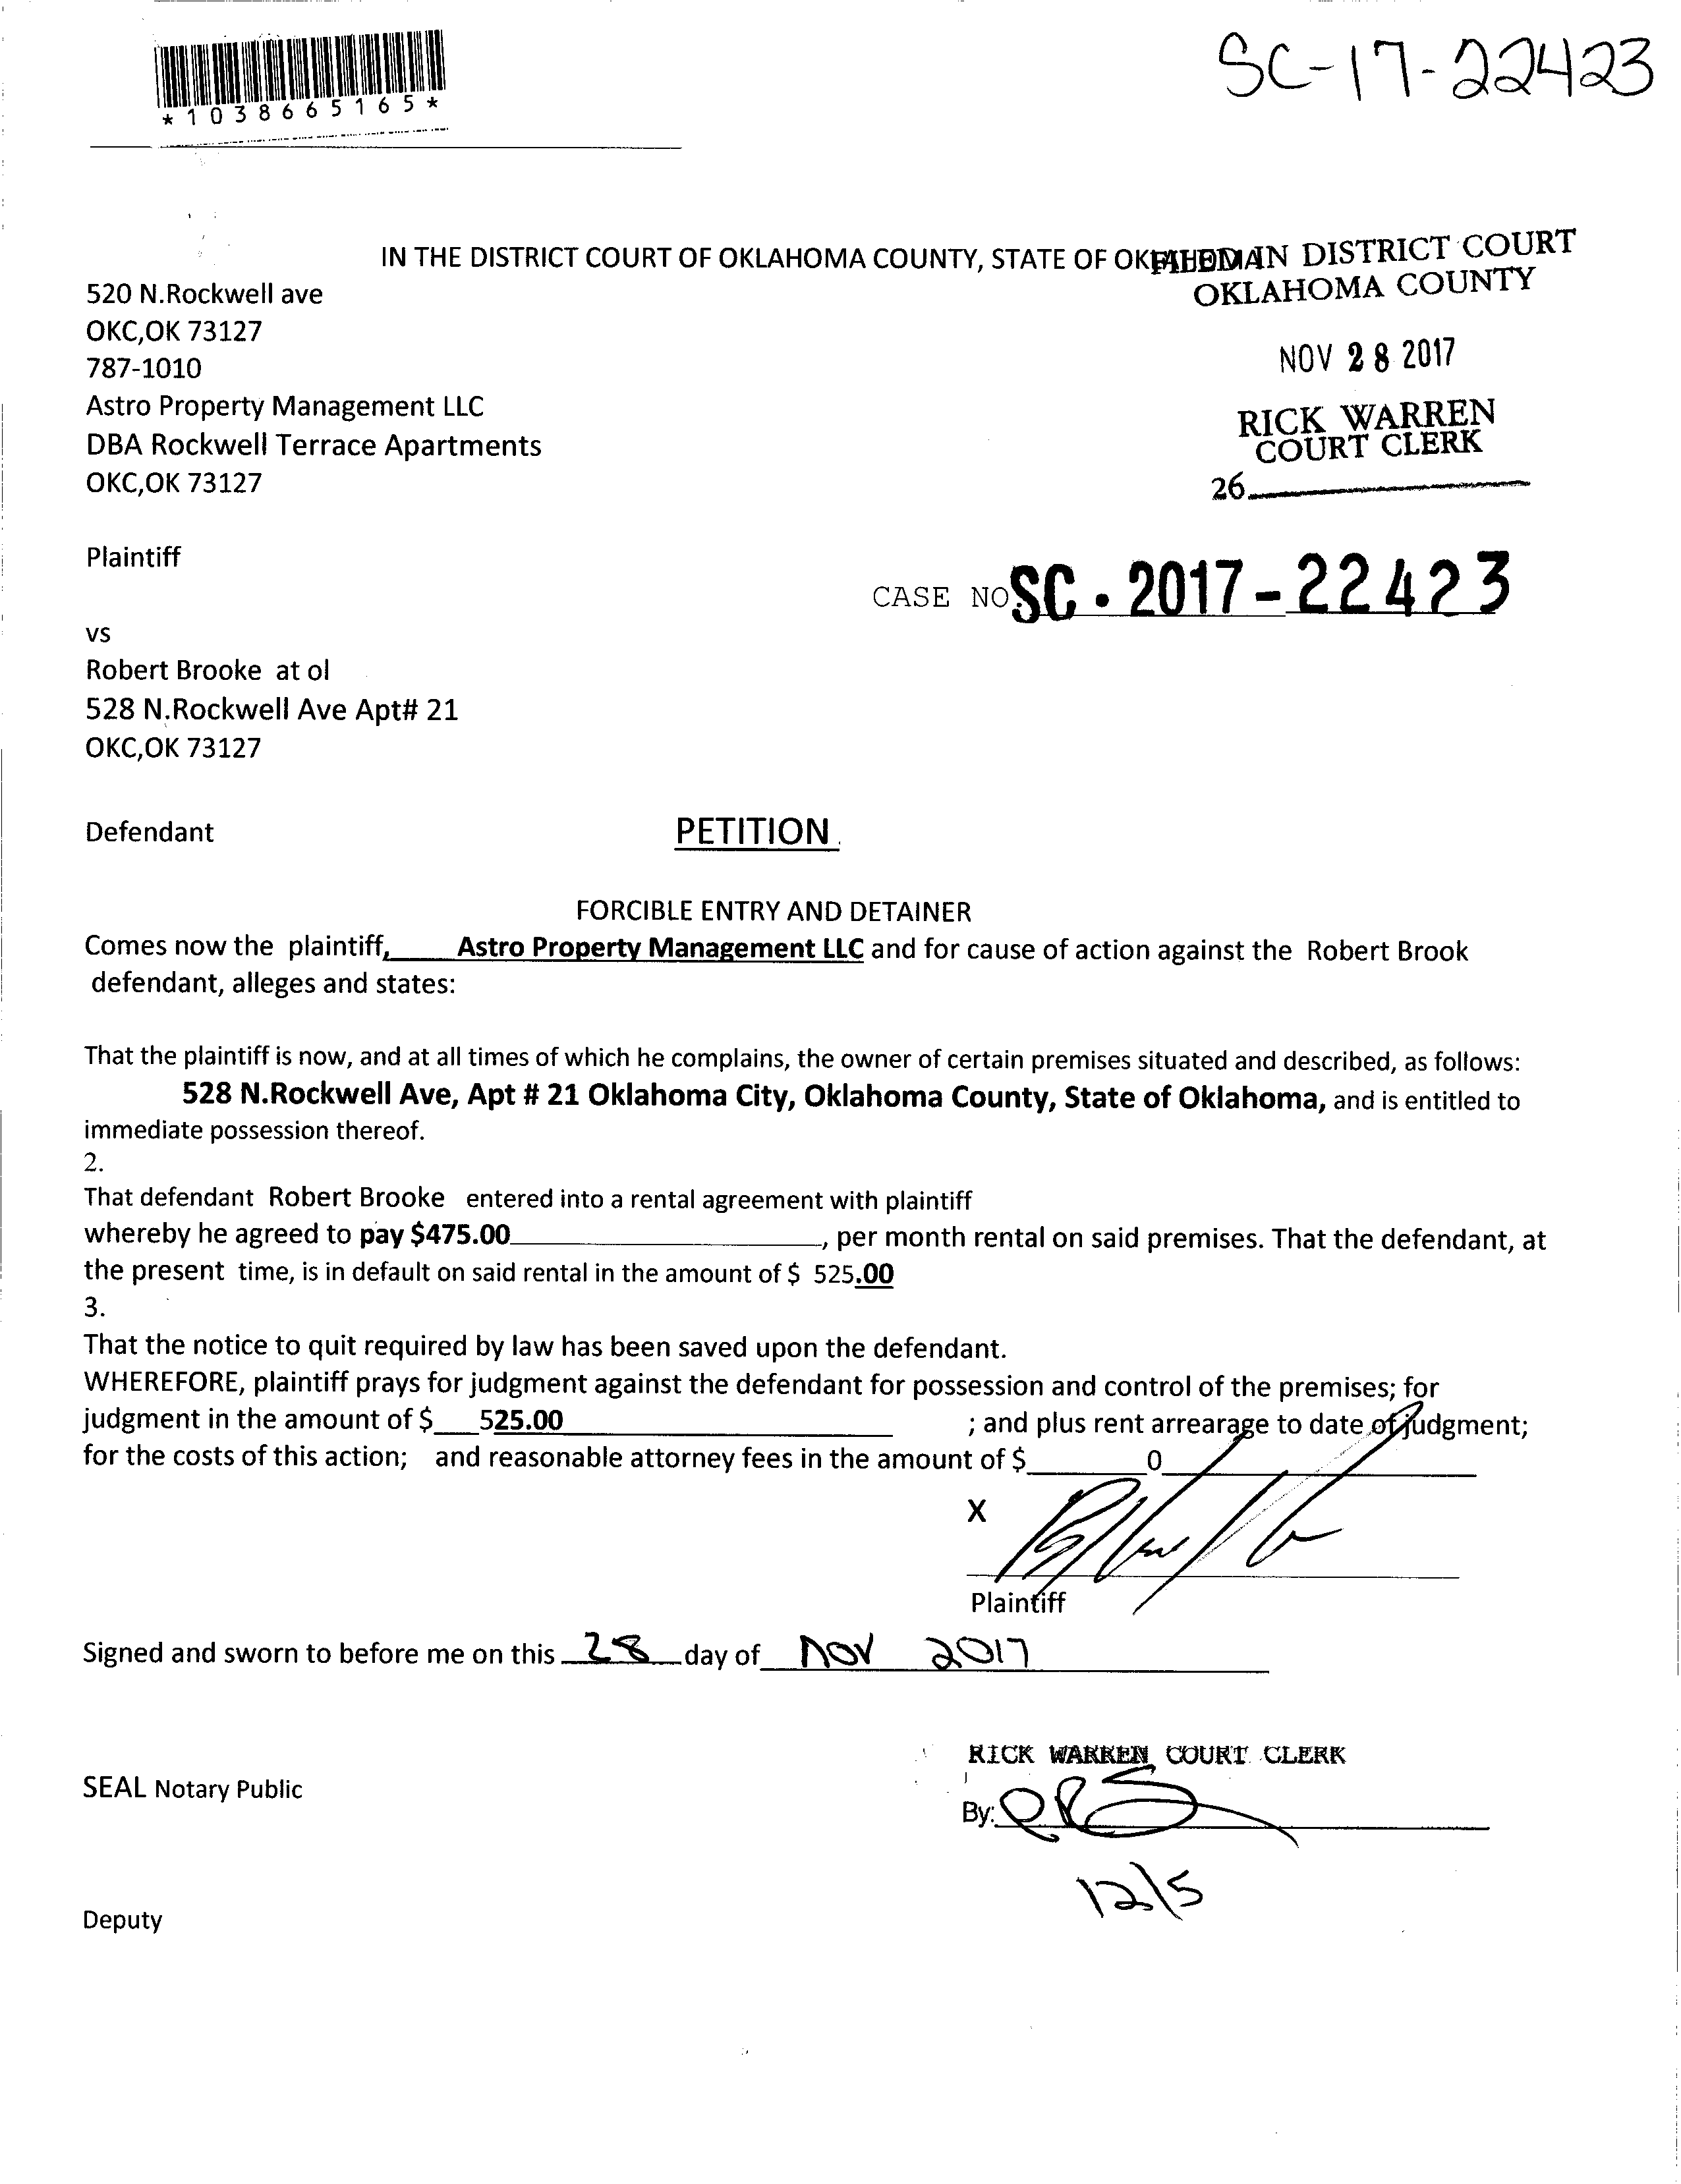 SC-17-22423
*1038665165*
IN THE DISTRICT COURT OF OKLAHOMA COUNTY, STATE OF OKLAHOMA
FILED IN DISTRICT COURT
OKLAHOMA COUNTY
520 N.Rockwell ave
OKC,OK 73127
787-1010
NOV 28 2017
Astro Property Management LLC
RICK WARREN
DBA Rockwell Terrace Apartments
COURT CLERK
OKC,OK 73127
26
Plaintiff
CASE NO. SC - 2017 - 22423
vs
Robert Brooke at ol
528 N.Rockwell Ave Apt# 21
OKC,OK 73127
Defendant
PETITION
FORCIBLE ENTRY AND DETAINER
Comes now the plaintiff, Astro Property Management LLC and for cause of action against the Robert Brook
defendant, alleges and states:
That the plaintiff is now, and at all times of which he complains, the owner of certain premises situated and described, as follows:
528 N.Rockwell Ave, Apt # 21 Oklahoma City, Oklahoma County, State of Oklahoma, and is entitled to
immediate possession thereof.
2.
That defendant Robert Brooke entered into a rental agreement with plaintiff
whereby he agreed to pay $475.00 , per month rental on said premises. That the defendant, at
the present time, is in default on said rental in the amount of $ 525.00
3.
That the notice to quit required by law has been saved upon the defendant.
WHEREFORE, plaintiff prays for judgment against the defendant for possession and control of the premises; for
judgment in the amount of $ 525.00 ; and plus rent arrearage to date of judgment;
for the costs of this action; and reasonable attorney fees in the amount of $ 0
X
Plaintiff
Signed and sworn to before me on this 28 day of NOV 2017
RICK WARREN COURT CLERK
SEAL Notary Public
By:
12/5
Deputy